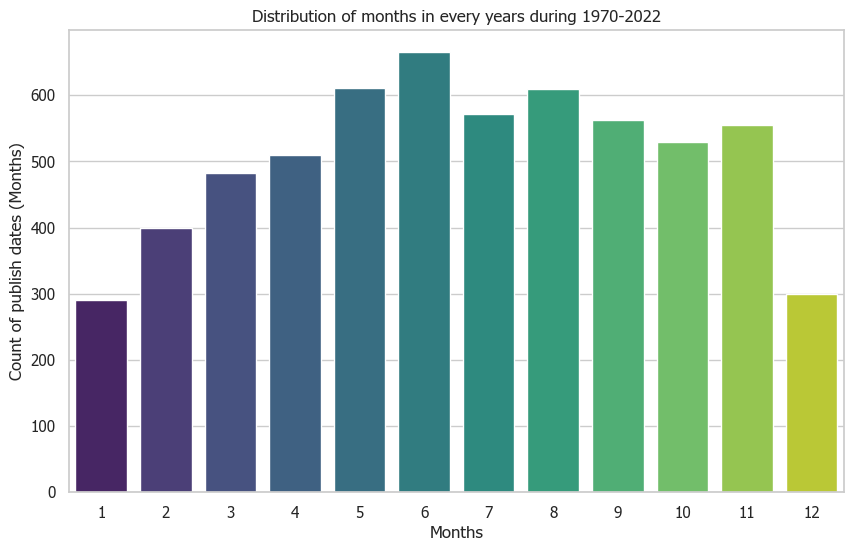 Distribution of months in every years during 1970-2022
Count of publish dates (Months)
600
500
400
300
200
100
0
1 2 3 4 5 6 7 8 9 10 11 12
Months